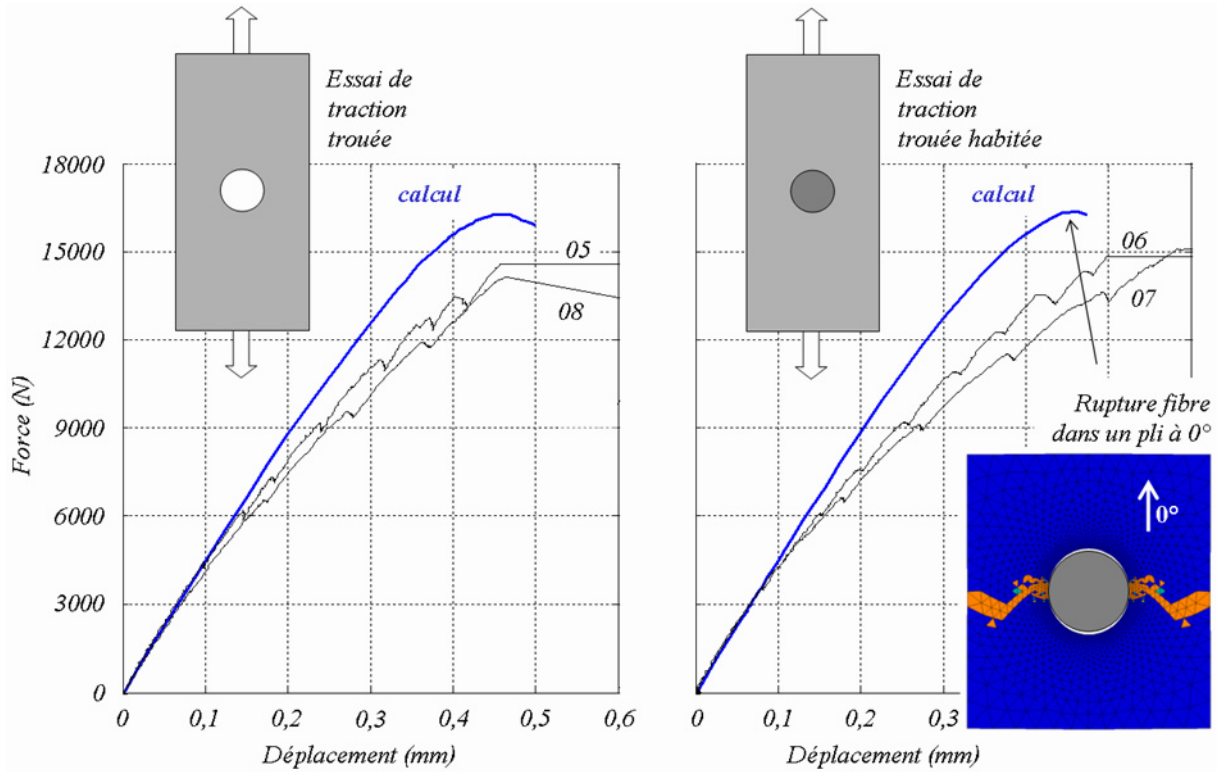 Essai de
traction
trouée
18000
15000
12000
9000
6000
3000
0
Force (N)
calcul
05
08
0
0,1
0,2
0,3
0,4
0,5
0,6
Déplacement (mm)
Essai de
traction
trouée habitée
calcul
06
07
Rupture fibre
dans un pli à 0°
0°
0
0,1
0,2
0,3
Déplacement (mm)